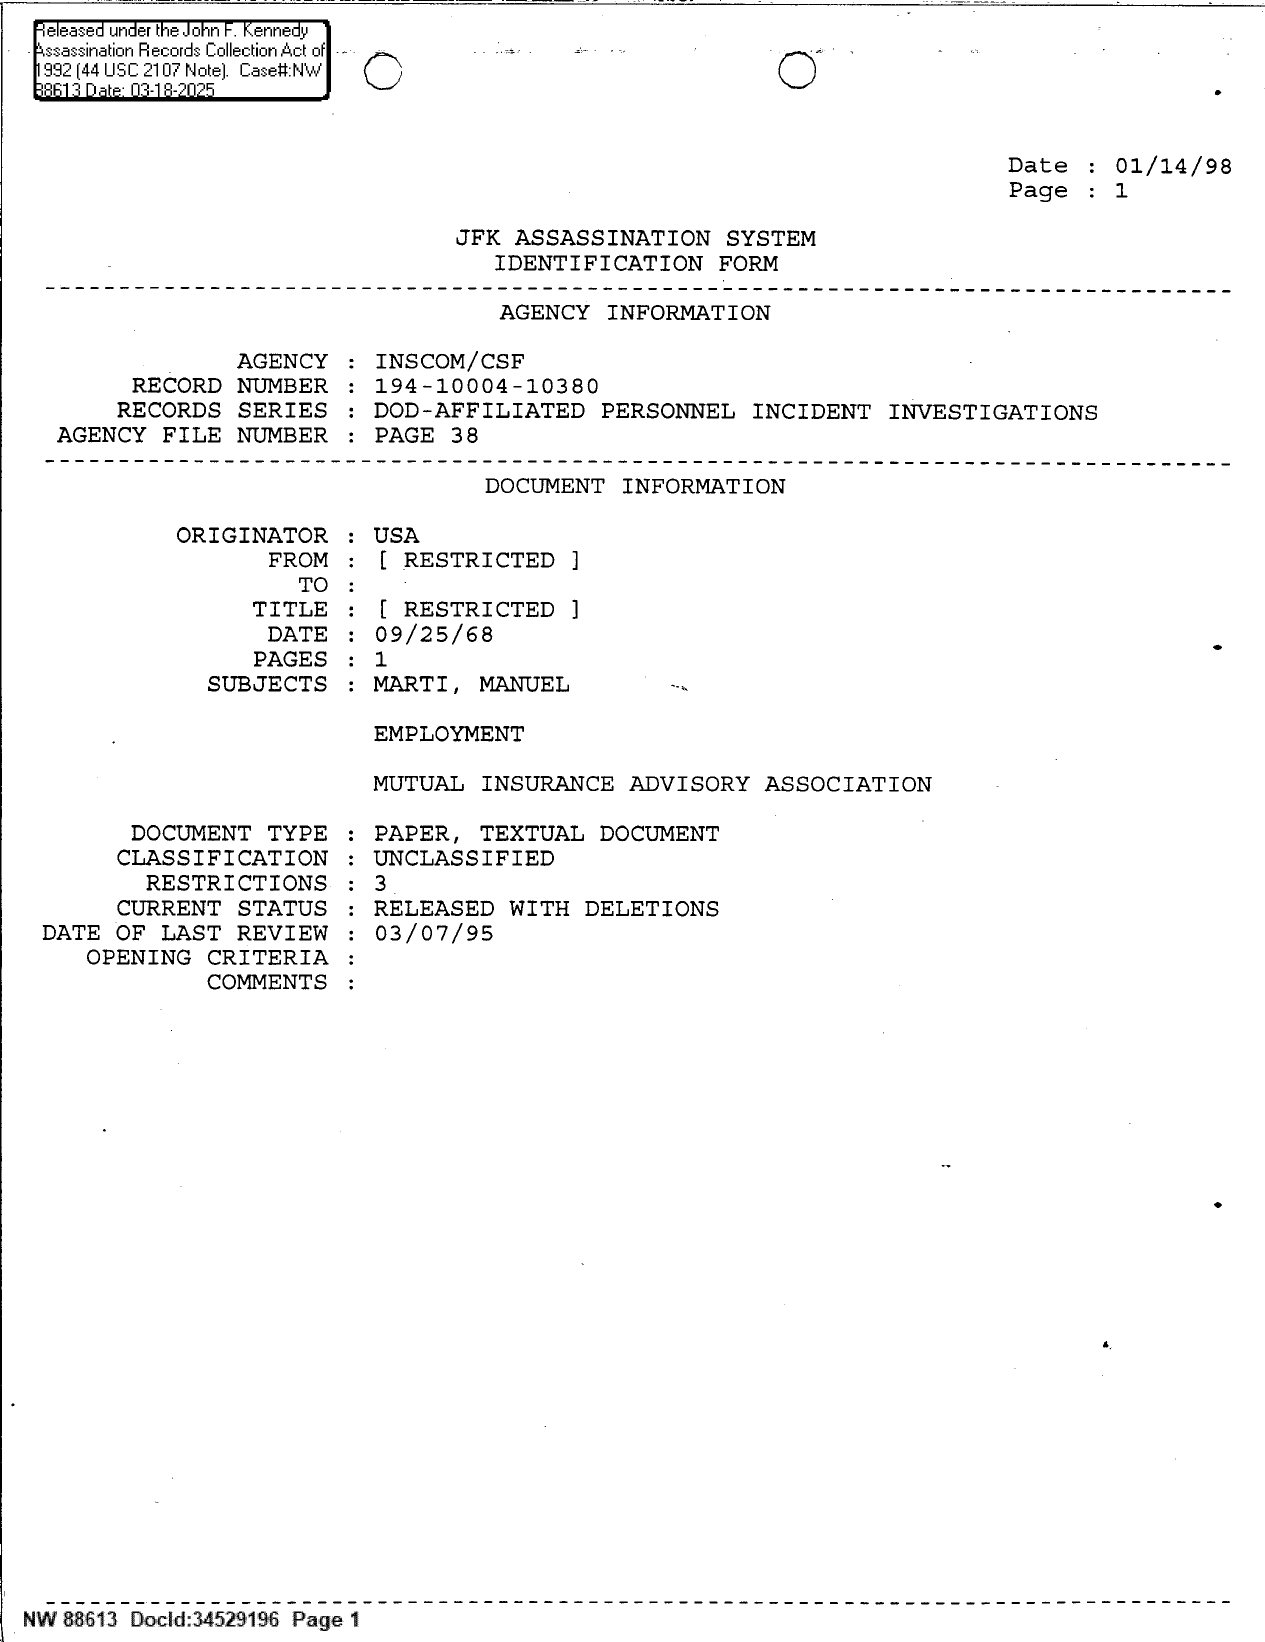 Released under the John F. Kennedy
Assassination Records Collection Act of
1992 (44 USC 2107 Note). Case#:NW
88613 Date: 03-18-2025
Date : 01/14/98
Page : 1
JFK ASSASSINATION SYSTEM
IDENTIFICATION FORM
AGENCY INFORMATION
AGENCY : INSCOM/CSF
RECORD NUMBER : 194-10004-10380
RECORDS SERIES : DOD-AFFILIATED PERSONNEL INCIDENT INVESTIGATIONS
AGENCY FILE NUMBER : PAGE 38
DOCUMENT INFORMATION
ORIGINATOR : USA
FROM : [ RESTRICTED ]
TO :
TITLE : [ RESTRICTED ]
DATE : 09/25/68
PAGES : 1
SUBJECTS : MARTI, MANUEL
EMPLOYMENT
MUTUAL INSURANCE ADVISORY ASSOCIATION
DOCUMENT TYPE : PAPER, TEXTUAL DOCUMENT
CLASSIFICATION : UNCLASSIFIED
RESTRICTIONS : 3
CURRENT STATUS : RELEASED WITH DELETIONS
DATE OF LAST REVIEW : 03/07/95
OPENING CRITERIA :
COMMENTS :
NW 88613 DocId:34529196 Page 1